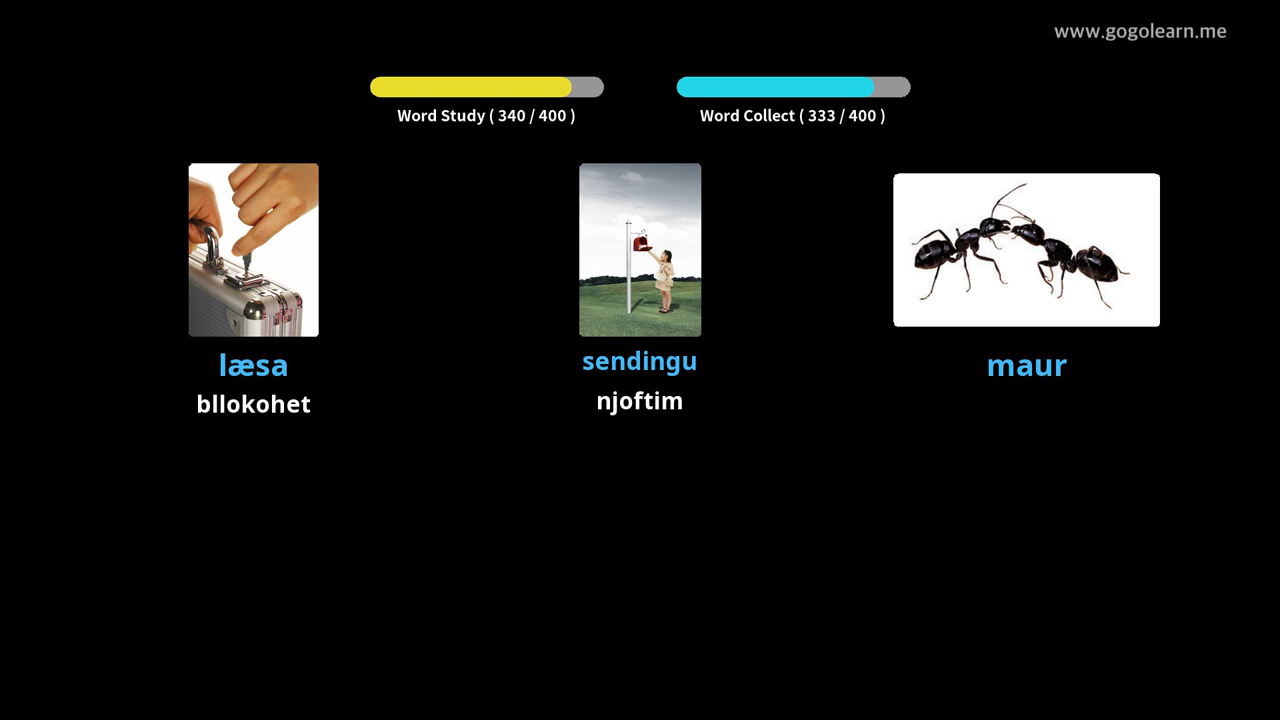 www.gogolearn.me
Word Study ( 340 / 400 )
Word Collect ( 333 / 400 )
læsa
bllokohet
sendingu
njoftim
maur